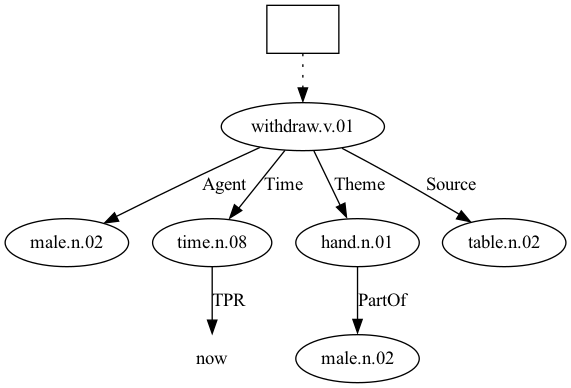 withdraw.v.01
Agent Time Theme Source
male.n.02 time.n.08 hand.n.01 table.n.02
TPR PartOf
now male.n.02